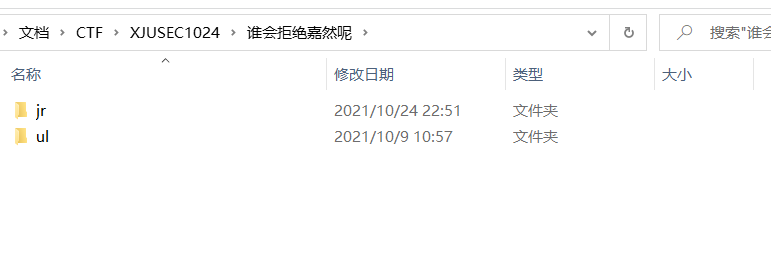 文档 CTF XJUSEC1024 谁会拒绝嘉然呢 搜索"谁会
名称 修改日期 类型 大小
jr 2021/10/24 22:51 文件夹
ul 2021/10/9 10:57 文件夹